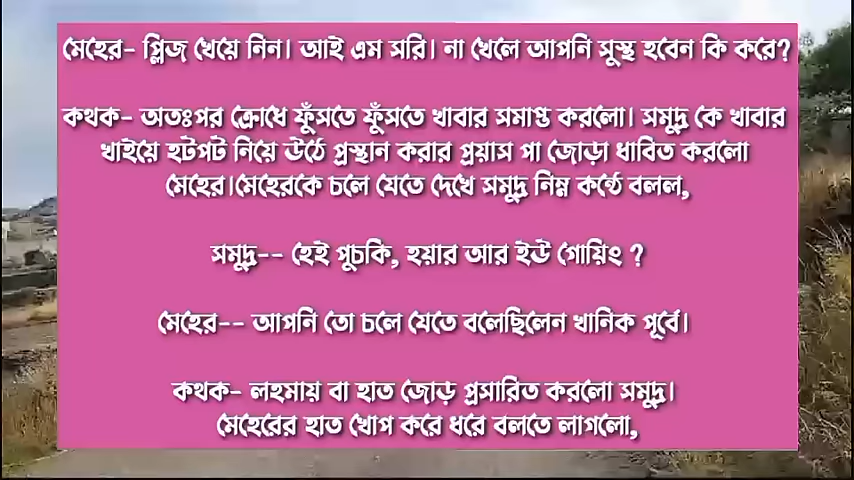 মেহের- প্লিজ খেয়ে নিন। আই এম সরি। না খেলে আপনি সুস্থ হবেন কি করে?
কথক- অতঃপর ক্রোধে ফুঁসতে ফুঁসতে খাবার সমাপ্ত করলো। সমুদ্র কে খাবার
খাইয়ে হটপট নিয়ে উঠে প্রস্থান করার প্রয়াস পা জোড়া ধাবিত করলো
মেহের।মেহেরকে চলে যেতে দেখে সমুদ্র নিম্ন কন্ঠে বলল,
সমুদ্র-- হেই পুচকি, হয়ার আর ইউ গোয়িং ?
মেহের-- আপনি তো চলে যেতে বলেছিলেন খানিক পূর্বে।
কথক- লহমায় বা হাত জোড় প্রসারিত করলো সমুদ্র।
মেহেরের হাত খোপ করে ধরে বলতে লাগলো,